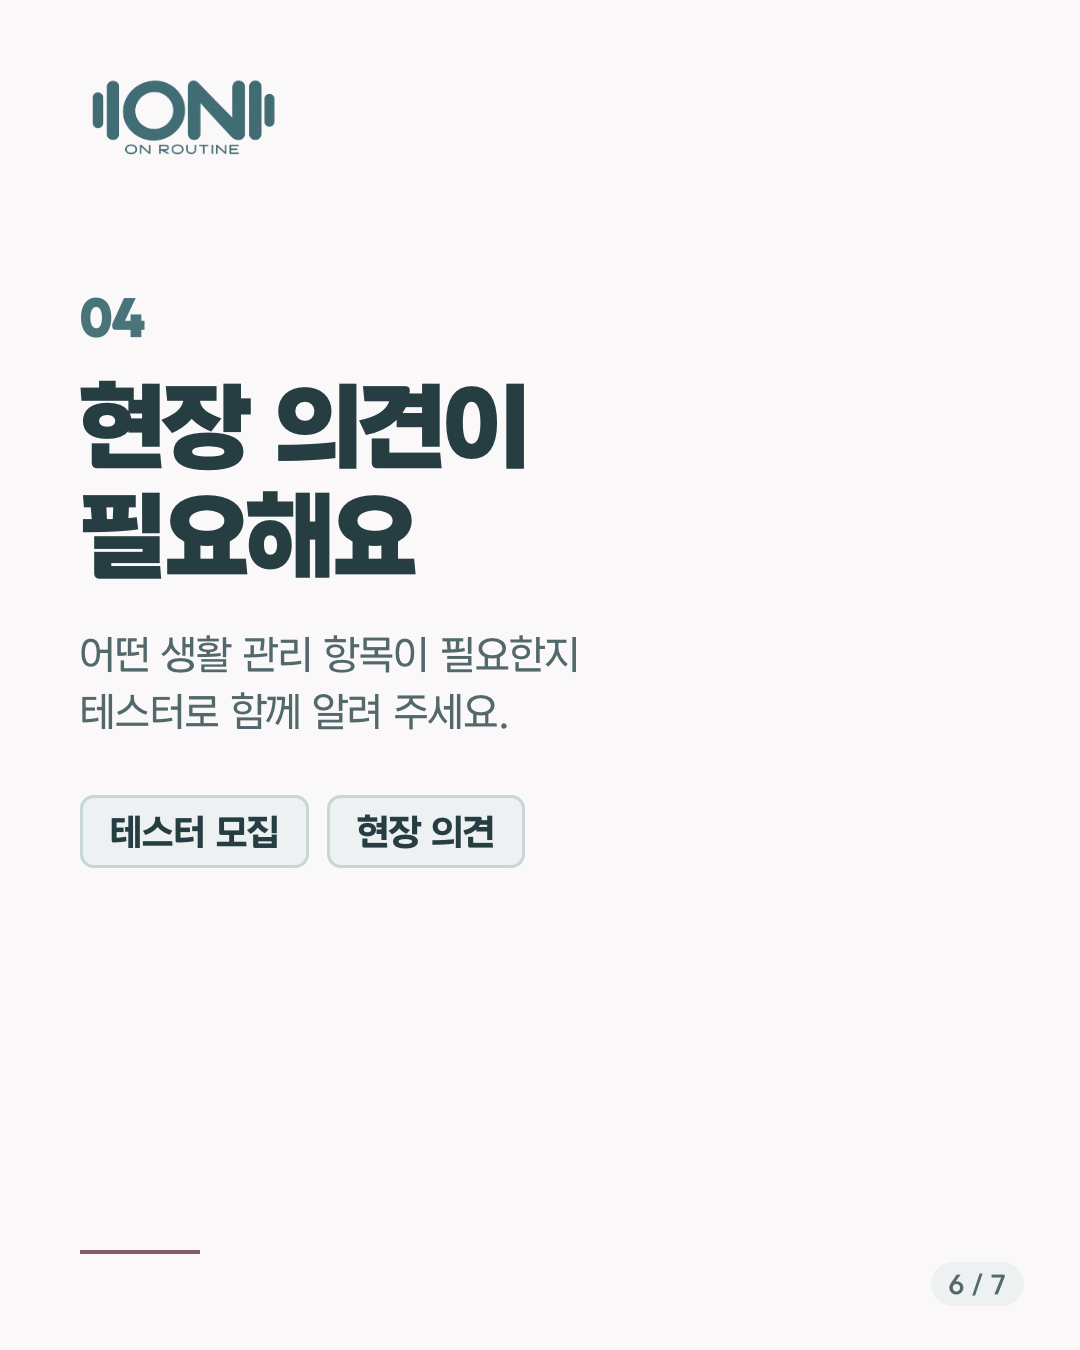 ION
ON ROUTINE
04
현장 의견이
필요해요
어떤 생활 관리 항목이 필요한지
테스터로 함께 알려 주세요.
테스터 모집
현장 의견
6 / 7